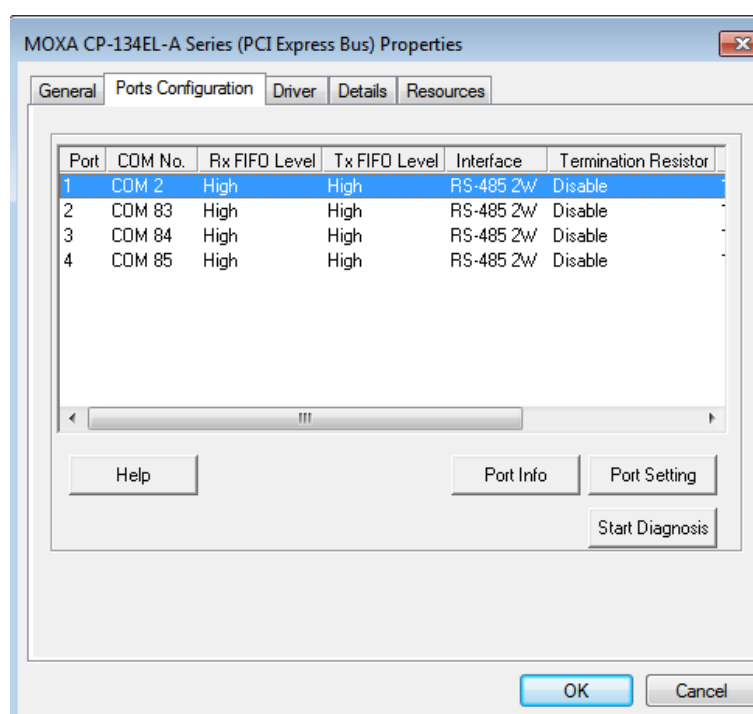 MOXA CP-134EL-A Series (PCI Express Bus) Properties
General Ports Configuration Driver Details Resources
Port COM No. Rx FIFO Level Tx FIFO Level Interface Termination Resistor
1 COM 2 High High RS-485 2W Disable
2 COM 83 High High RS-485 2W Disable
3 COM 84 High High RS-485 2W Disable
4 COM 85 High High RS-485 2W Disable
Help Port Info Port Setting
Start Diagnosis
OK Cancel